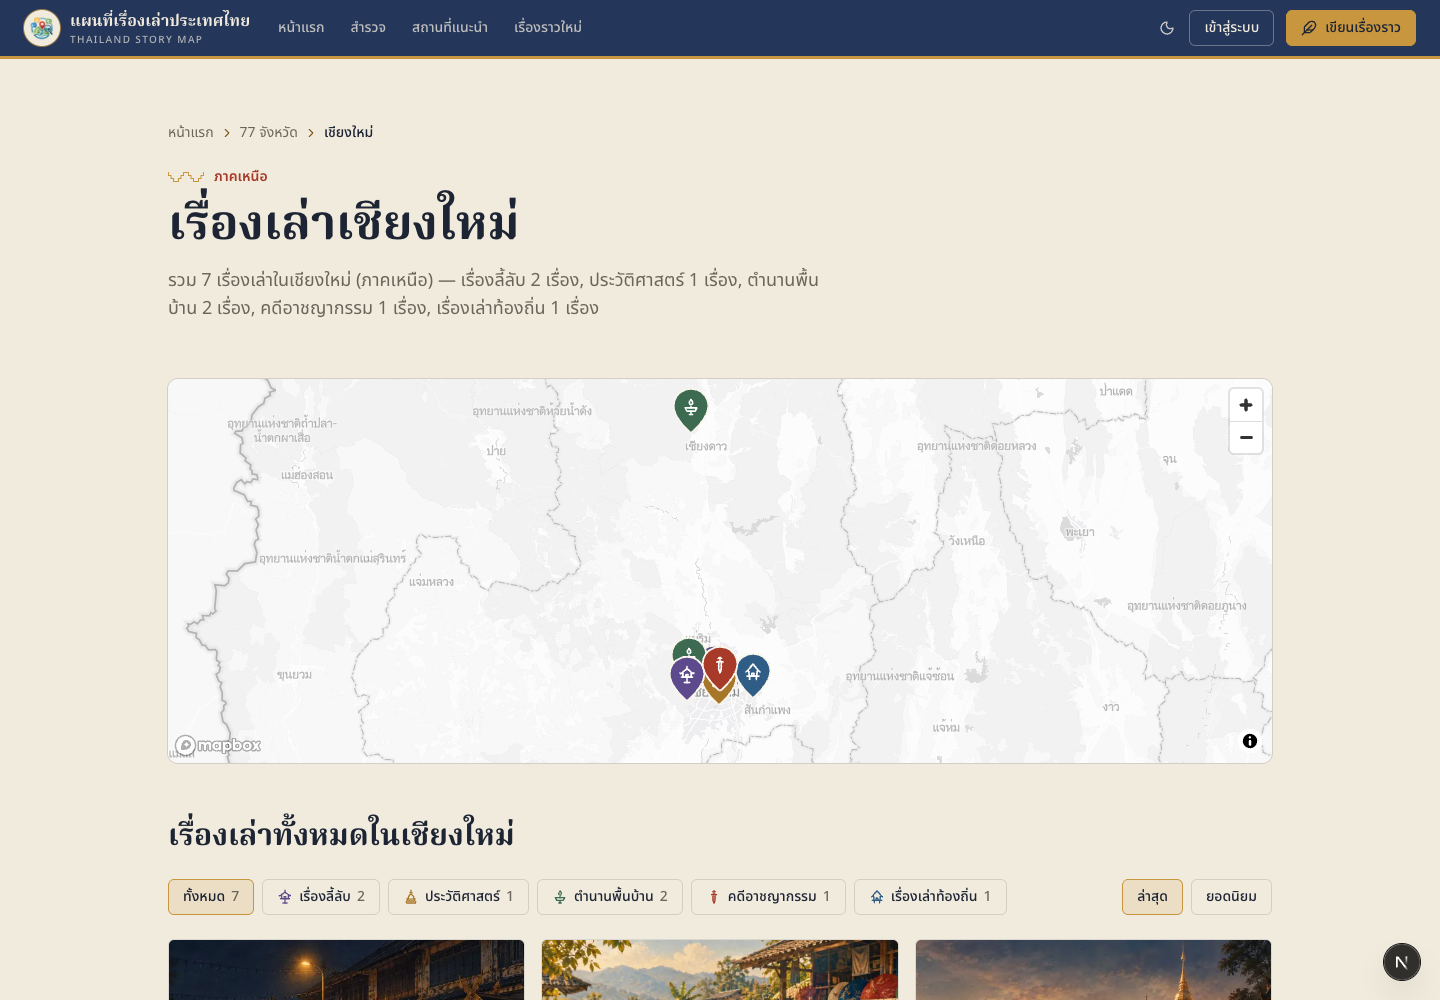 แผนที่เรื่องเล่าประเทศไทย
THAILAND STORY MAP
หน้าแรก
สำรวจ
สถานที่แนะนำ
เรื่องราวใหม่
เข้าสู่ระบบ
เขียนเรื่องราว
หน้าแรก > 77 จังหวัด > เชียงใหม่
ภาคเหนือ
เรื่องเล่าเชียงใหม่
รวม 7 เรื่องเล่าในเชียงใหม่ (ภาคเหนือ) — เรื่องลี้ลับ 2 เรื่อง, ประวัติศาสตร์ 1 เรื่อง, ตำนานพื้น
บ้าน 2 เรื่อง, คดีอาชญากรรม 1 เรื่อง, เรื่องเล่าท้องถิ่น 1 เรื่อง
ป่าแดด
อุทยานแห่งชาติห้วยน้ำดัง
อุทยานแห่งชาติถ้ำปลา-
น้ำตกผาเสื่อ
ปาย
เชียงดาว
อุทยานแห่งชาติดอยหลวง
จุน
แม่ฮ่องสอน
พะเยา
วังเหนือ
อุทยานแห่งชาติน้ำตกแม่สุรินทร์
แจ่มหลวง
อุทยานแห่งชาติดอยภูนาง
ขุนยวม
อุทยานแห่งชาติแจ้ซ้อน
สันกำแพง
งาว
แจ้ห่ม
mapbox
เรื่องเล่าทั้งหมดในเชียงใหม่
ทั้งหมด 7
เรื่องลี้ลับ 2
ประวัติศาสตร์ 1
ตำนานพื้นบ้าน 2
คดีอาชญากรรม 1
เรื่องเล่าท้องถิ่น 1
ล่าสุด
ยอดนิยม
N